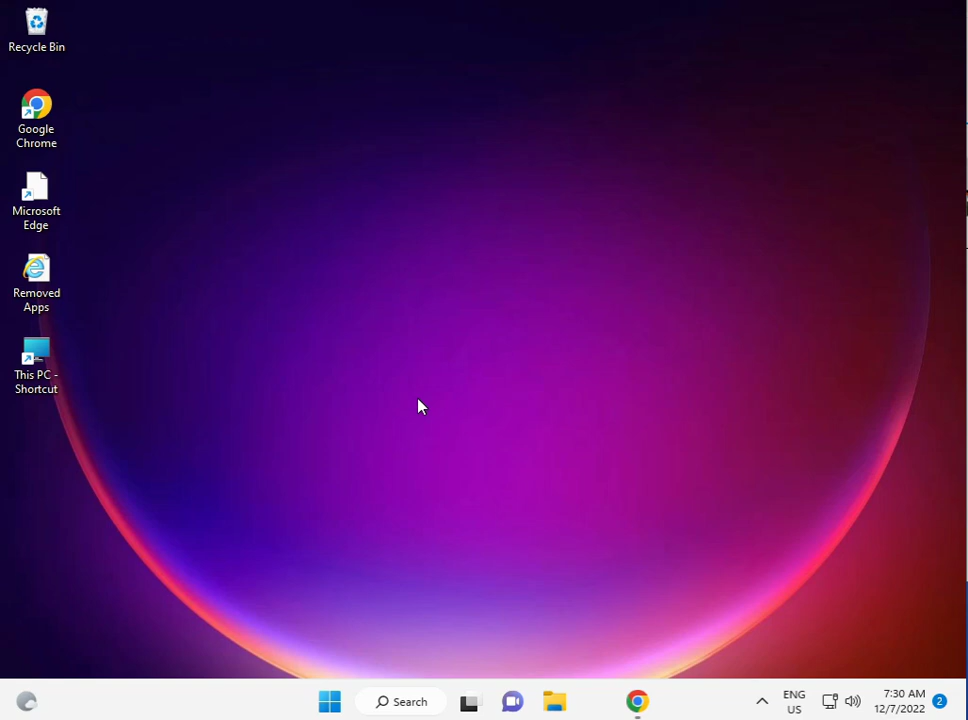 Recycle Bin
Google
Chrome
Microsoft
Edge
Removed
Apps
This PC -
Shortcut
Search
ENG
US
7:30 AM
12/7/2022
2